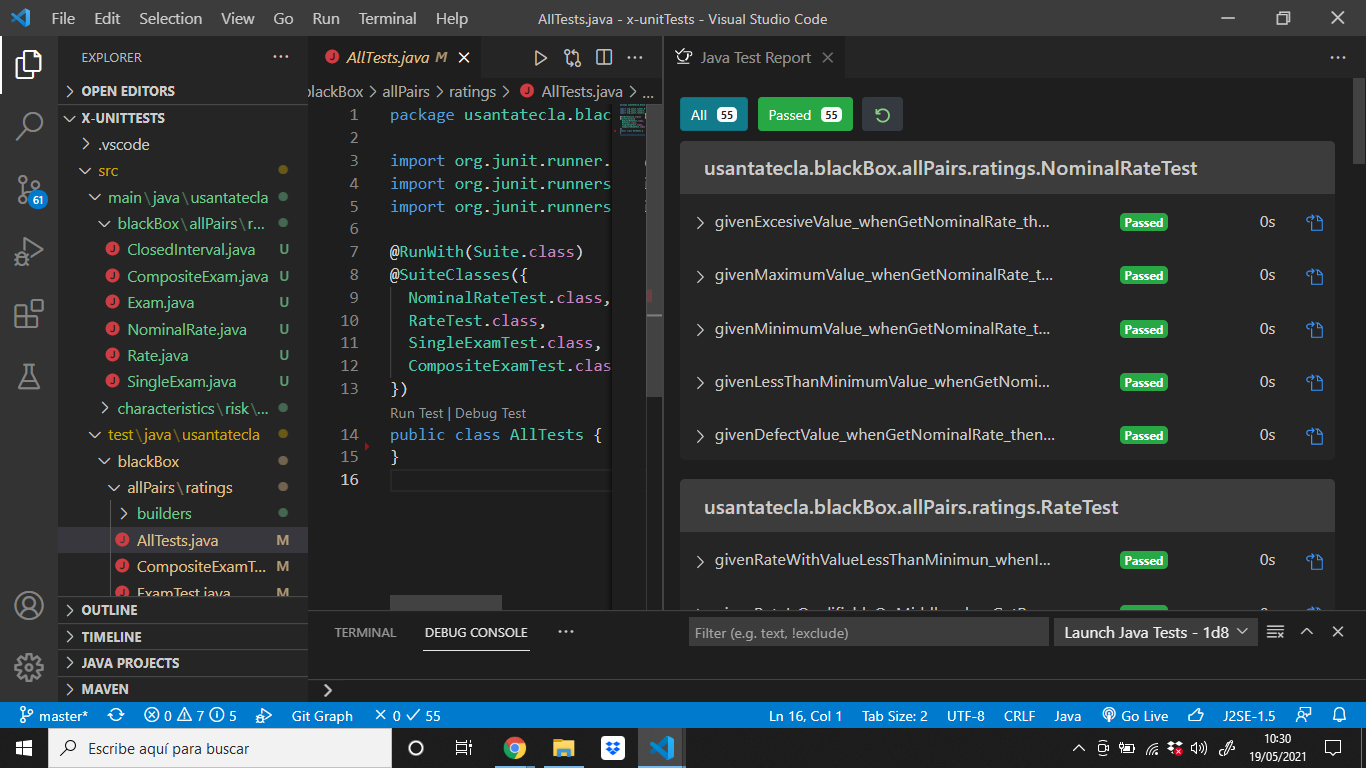 File Edit Selection View Go Run Terminal Help AllTests.java - x-unitTests - Visual Studio Code
EXPLORER
OPEN EDITORS
X-UNITTESTS
.vscode
src
main\java\usantatecla
blackBox\allPairs\r...
ClosedInterval.java U
CompositeExam.java U
Exam.java U
NominalRate.java U
Rate.java U
SingleExam.java U
characteristics\risk\...
test\java\usantatecla
blackBox
allPairs\ratings
builders
AllTests.java M
CompositeExamT... M
ExamTest.java M
OUTLINE
TIMELINE
JAVA PROJECTS
MAVEN
61
AllTests.java M
blackBox > allPairs > ratings > AllTests.java > ...
1 package usantatecla.blac
2
3 import org.junit.runner.
4 import org.junit.runners
5 import org.junit.runners
6
7 @RunWith(Suite.class)
8 @SuiteClasses({
9 NominalRateTest.class,
10 RateTest.class,
11 SingleExamTest.class,
12 CompositeExamTest.clas
13 })
Run Test | Debug Test
14 public class AllTests {
15 }
16
Java Test Report
All 55 Passed 55
usantatecla.blackBox.allPairs.ratings.NominalRateTest
givenExcesiveValue_whenGetNominalRate_th... Passed 0s
givenMaximumValue_whenGetNominalRate_t... Passed 0s
givenMinimumValue_whenGetNominalRate_t... Passed 0s
givenLessThanMinimumValue_whenGetNomi... Passed 0s
givenDefectValue_whenGetNominalRate_then... Passed 0s
usantatecla.blackBox.allPairs.ratings.RateTest
givenRateWithValueLessThanMinimun_whenI... Passed 0s
TERMINAL DEBUG CONSOLE
Filter (e.g. text, !exclude)
Launch Java Tests - 1d8
master* 0 7 5 Git Graph 0 55 Ln 16, Col 1 Tab Size: 2 UTF-8 CRLF Java Go Live J2SE-1.5
Escribe aquí para buscar
10:30
19/05/2021